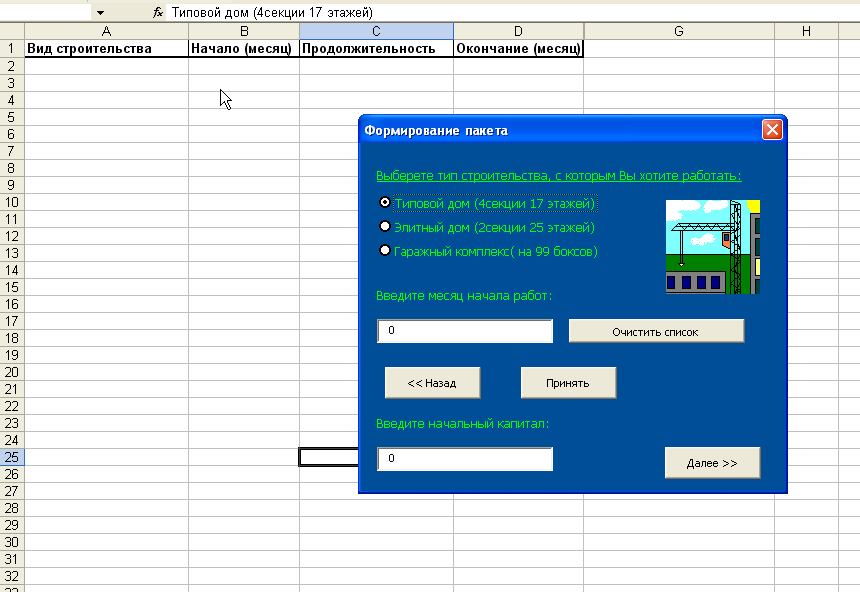 fx Типовой дом (4секции 17 этажей)
A B C D G H
1 Вид строительства Начало (месяц) Продолжительность Окончание (месяц)
2
3
4
5
6
7
8
9
10
11
12
13
14
15
16
17
18
19
20
21
22
23
24
25
26
27
28
29
30
31
32
Формирование пакета
Выберете тип строительства, с которым Вы хотите работать:
Типовой дом (4секции 17 этажей)
Элитный дом (2секции 25 этажей)
Гаражный комплекс( на 99 боксов)
Введите месяц начала работ:
0 Очистить список
<< Назад Принять
Введите начальный капитал:
0 Далее >>